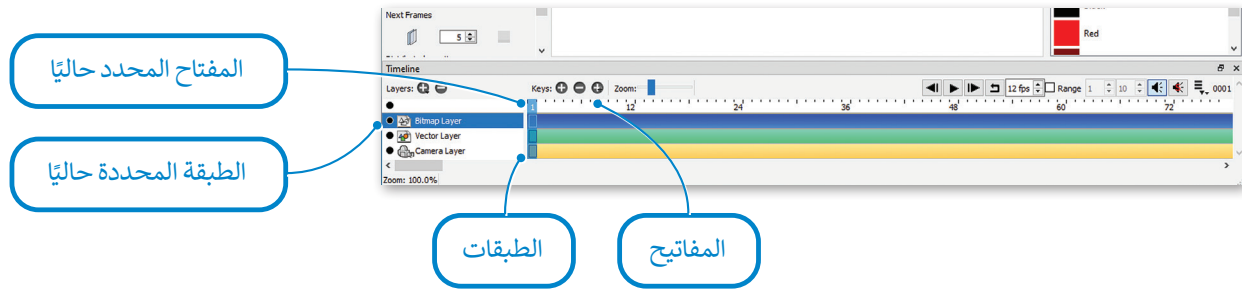 Next Frames
5
Red
المفتاح المحدد حاليًا
Timeline
Layers:
Keys:
Zoom:
12 fps
Range
1
10
0001
1
12
24
36
48
60
72
Bitmap Layer
Vector Layer
Camera Layer
الطبقة المحددة حاليًا
Zoom: 100.0%
الطبقات
المفاتيح